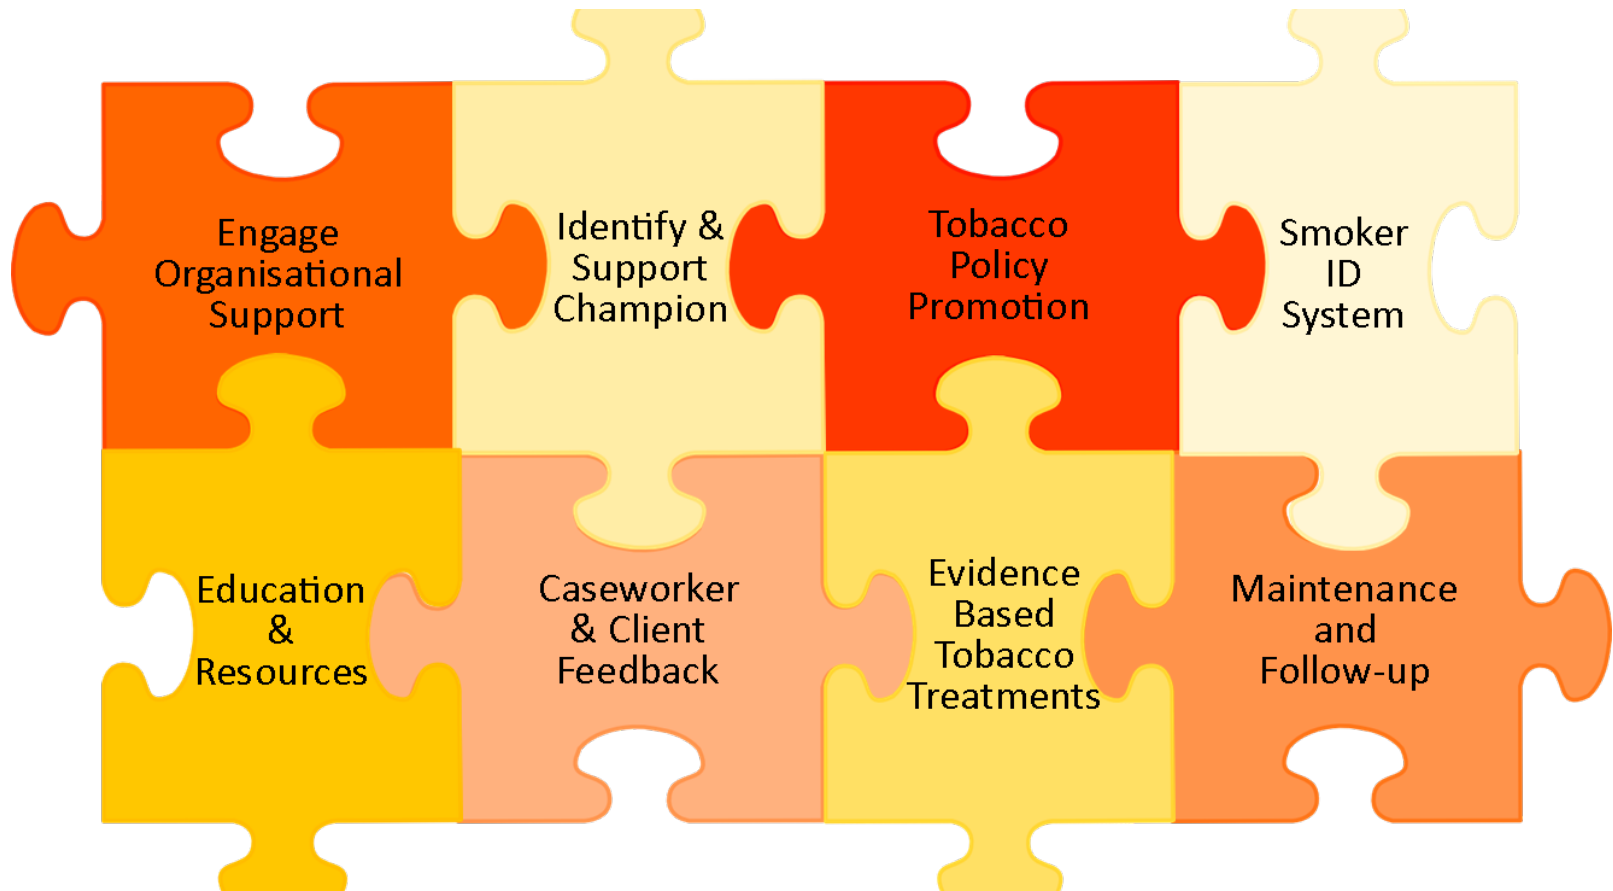 Engage
Organisational
Support
Identify &
Support
Champion
Tobacco
Policy
Promotion
Smoker
ID
System
Education
&
Resources
Caseworker
& Client
Feedback
Evidence
Based
Tobacco
Treatments
Maintenance
and
Follow-up